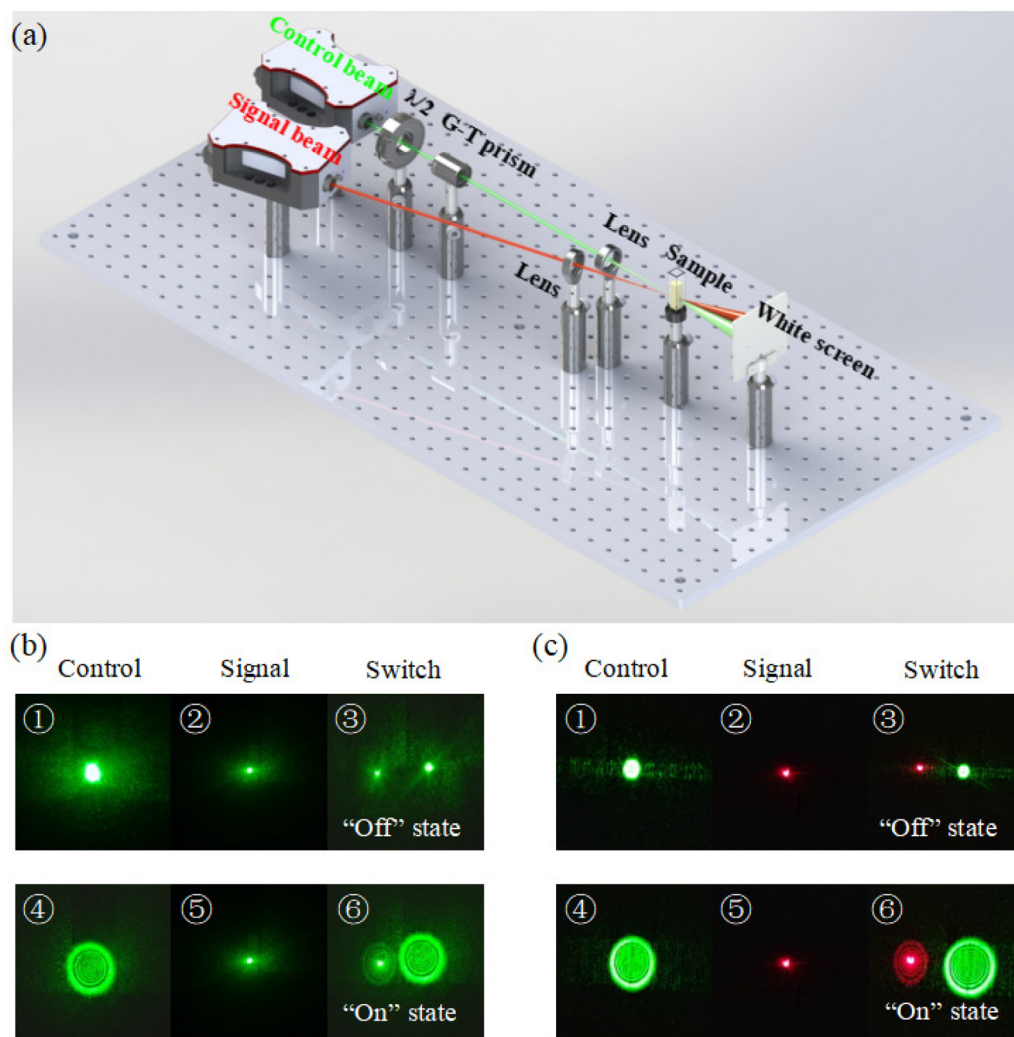 (a)
Control beam
Signal beam
λ/2
G-T prism
Lens
Lens
Sample
White screen
(b)
Control Signal Switch
① ② ③
“Off” state
④ ⑤ ⑥
“On” state
(c)
Control Signal Switch
① ② ③
“Off” state
④ ⑤ ⑥
“On” state